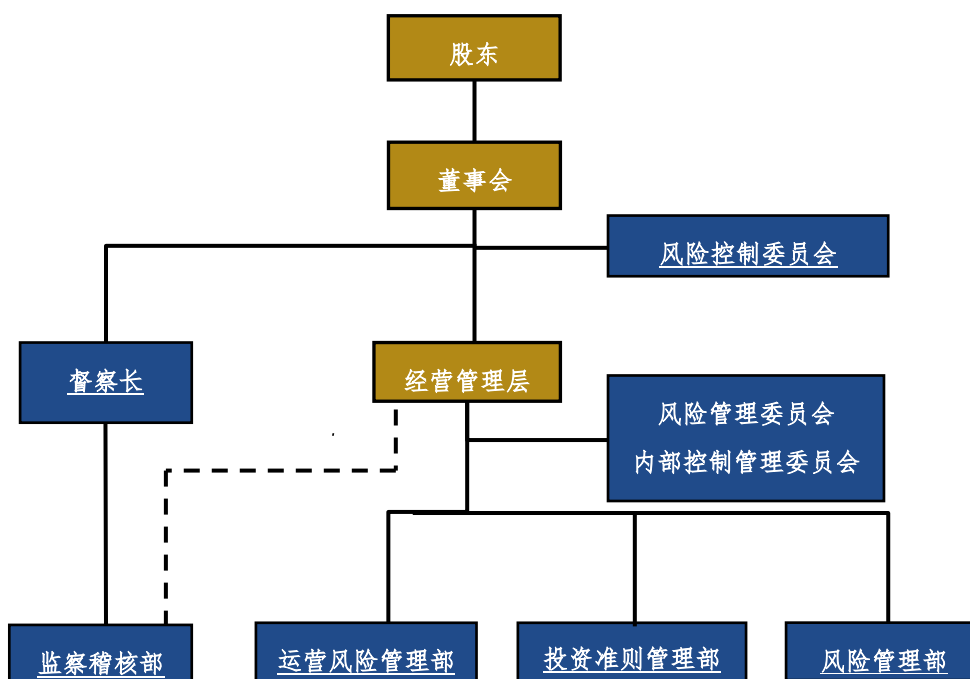 股东
董事会
风险控制委员会
督察长
经营管理层
风险管理委员会
内部控制管理委员会
监察稽核部
运营风险管理部
投资准则管理部
风险管理部